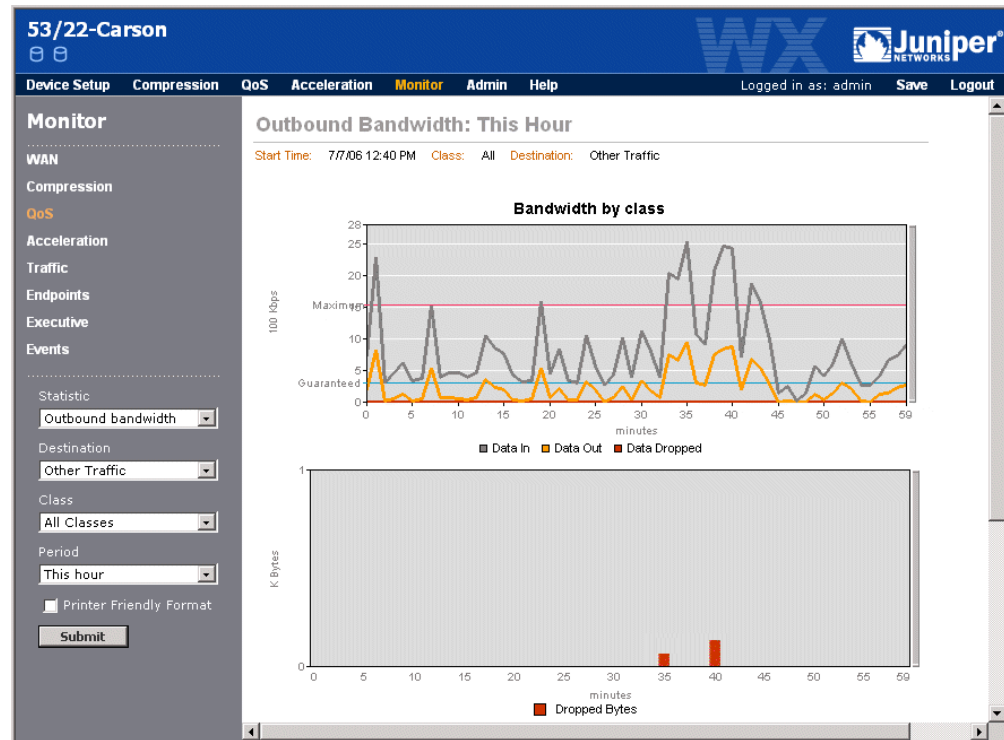 53/22-Carson
WX
Juniper®
NETWORKS
Device Setup Compression QoS Acceleration Monitor Admin Help Logged in as: admin Save Logout
Monitor
WAN
Compression
QoS
Acceleration
Traffic
Endpoints
Executive
Events
Statistic
Outbound bandwidth
Destination
Other Traffic
Class
All Classes
Period
This hour
Printer Friendly Format
Submit
Outbound Bandwidth: This Hour
Start Time: 7/7/06 12:40 PM Class: All Destination: Other Traffic
Bandwidth by class
100 Kbps
28
25
20
Maximum
15
10
5
Guaranteed
0
0 5 10 15 20 25 30 35 40 45 50 55 59
minutes
Data In Data Out Data Dropped
K Bytes
1
0
0 5 10 15 20 25 30 35 40 45 50 55 59
minutes
Dropped Bytes